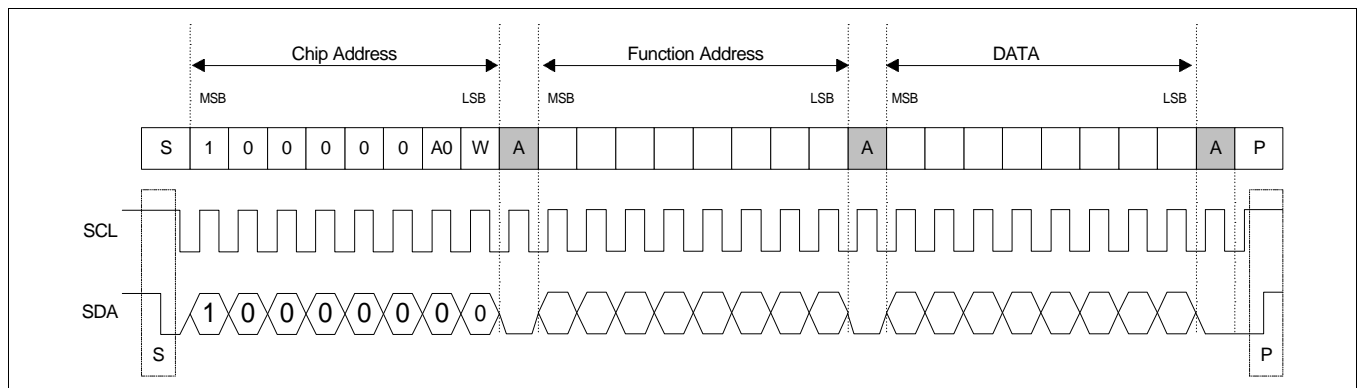 Chip Address Function Address DATA
MSB LSB MSB LSB MSB LSB
S 1 0 0 0 0 0 A0 W A A A P
SCL
SDA 1 0 0 0 0 0 0 0
S P